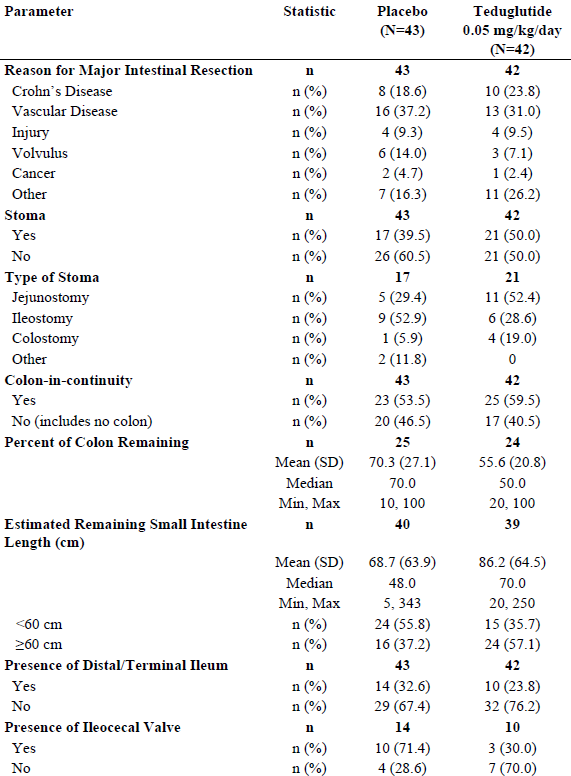 Parameter Statistic Placebo Teduglutide
(N=43) 0.05 mg/kg/day
(N=42)
Reason for Major Intestinal Resection n 43 42
Crohn’s Disease n (%) 8 (18.6) 10 (23.8)
Vascular Disease n (%) 16 (37.2) 13 (31.0)
Injury n (%) 4 (9.3) 4 (9.5)
Volvulus n (%) 6 (14.0) 3 (7.1)
Cancer n (%) 2 (4.7) 1 (2.4)
Other n (%) 7 (16.3) 11 (26.2)
Stoma n 43 42
Yes n (%) 17 (39.5) 21 (50.0)
No n (%) 26 (60.5) 21 (50.0)
Type of Stoma n 17 21
Jejunostomy n (%) 5 (29.4) 11 (52.4)
Ileostomy n (%) 9 (52.9) 6 (28.6)
Colostomy n (%) 1 (5.9) 4 (19.0)
Other n (%) 2 (11.8) 0
Colon-in-continuity n 43 42
Yes n (%) 23 (53.5) 25 (59.5)
No (includes no colon) n (%) 20 (46.5) 17 (40.5)
Percent of Colon Remaining n 25 24
Mean (SD) 70.3 (27.1) 55.6 (20.8)
Median 70.0 50.0
Min, Max 10, 100 20, 100
Estimated Remaining Small Intestine n 40 39
Length (cm)
Mean (SD) 68.7 (63.9) 86.2 (64.5)
Median 48.0 70.0
Min, Max 5, 343 20, 250
<60 cm n (%) 24 (55.8) 15 (35.7)
≥60 cm n (%) 16 (37.2) 24 (57.1)
Presence of Distal/Terminal Ileum n 43 42
Yes n (%) 14 (32.6) 10 (23.8)
No n (%) 29 (67.4) 32 (76.2)
Presence of Ileocecal Valve n 14 10
Yes n (%) 10 (71.4) 3 (30.0)
No n (%) 4 (28.6) 7 (70.0)